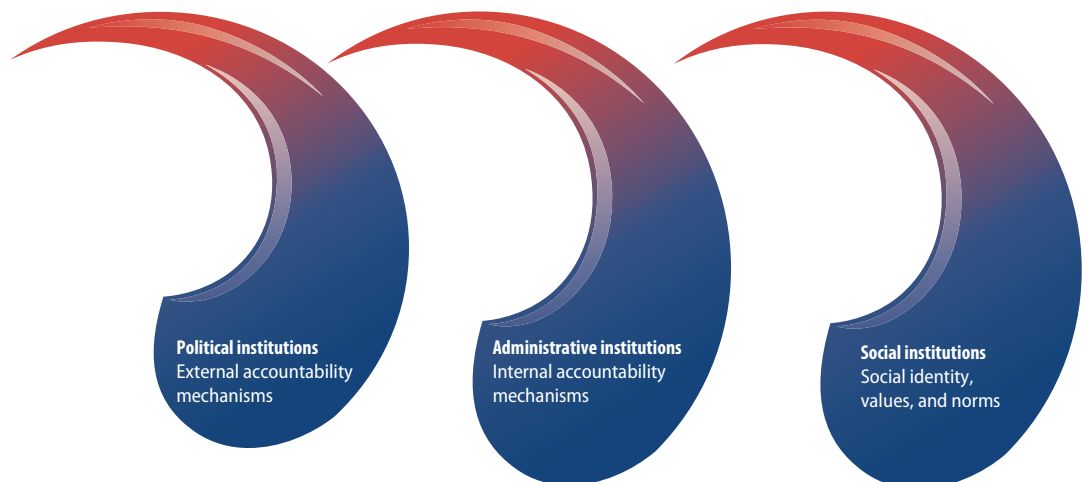 Political institutions
External accountability
mechanisms
Administrative institutions
Internal accountability
mechanisms
Social institutions
Social identity,
values, and norms